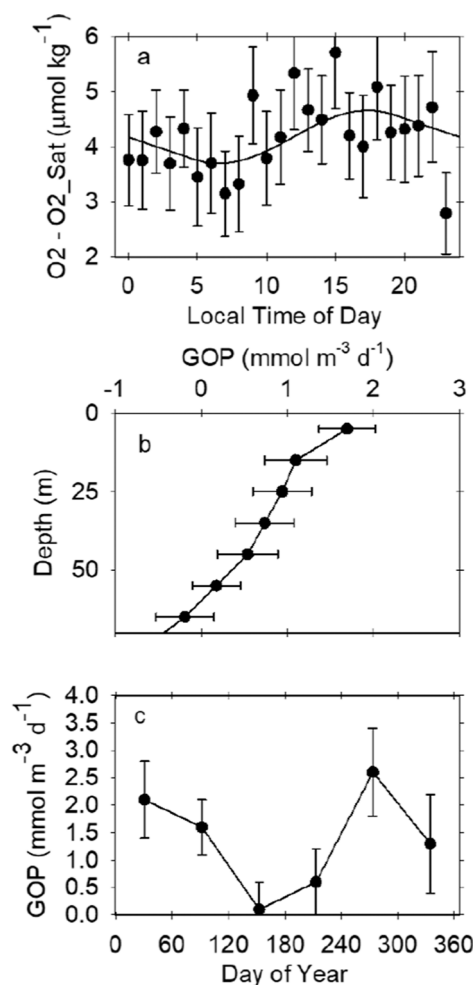 a
O2 - O2_Sat (μmol kg⁻¹)
6
5
4
3
2
0 5 10 15 20
Local Time of Day
GOP (mmol m⁻³ d⁻¹)
-1 0 1 2 3
b
Depth (m)
0
25
50
c
GOP (mmol m⁻³ d⁻¹)
4.0
3.5
3.0
2.5
2.0
1.5
1.0
0.5
0.0
0 60 120 180 240 300 360
Day of Year